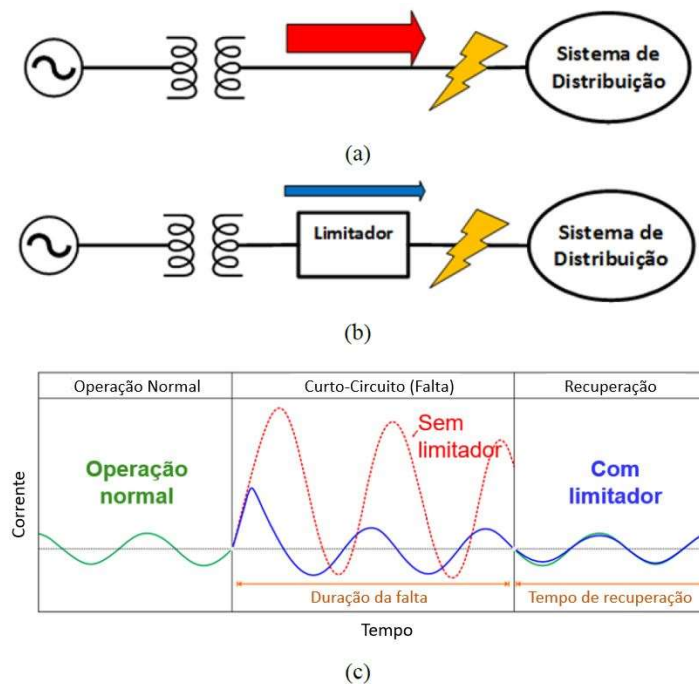 Sistema de
Distribuição
(a)
Limitador
Sistema de
Distribuição
(b)
Operação Normal
Curto-Circuito (Falta)
Recuperação
Corrente
Operação
normal
Sem
limitador
Com
limitador
Duração da falta
Tempo de recuperação
Tempo
(c)